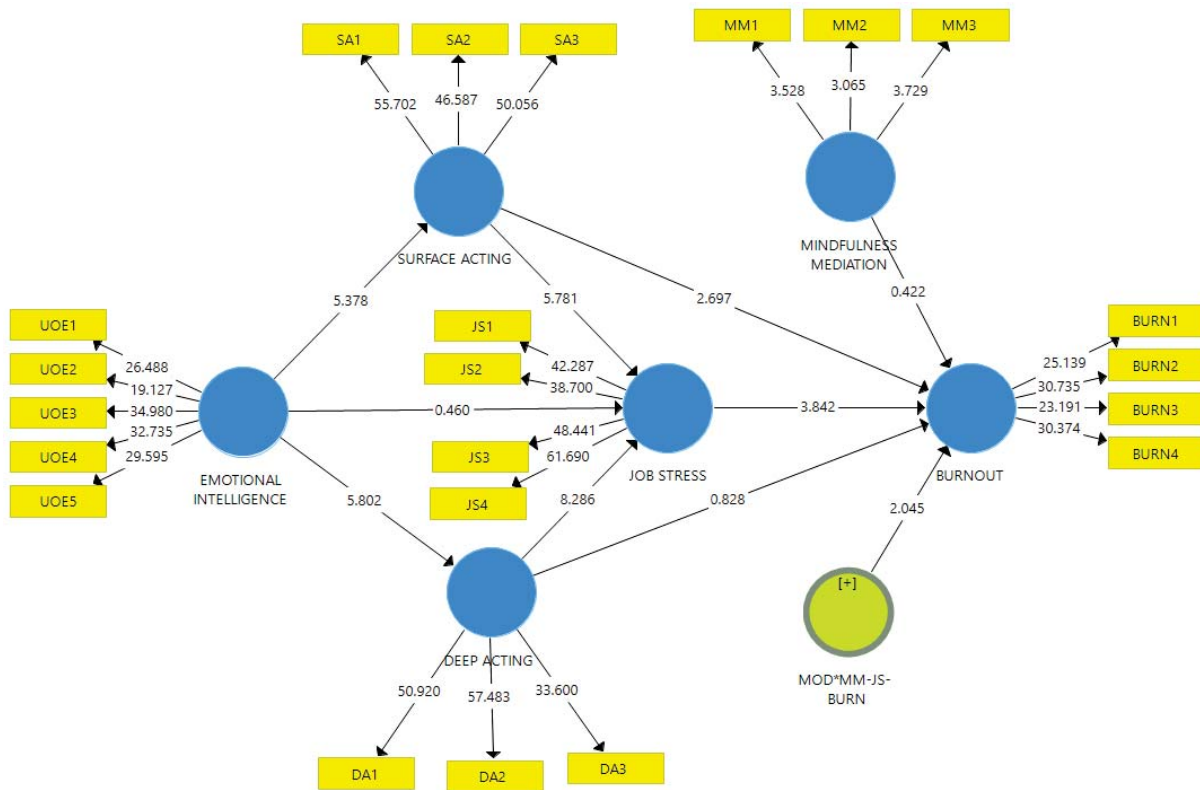 SA1
SA2
SA3
MM1
MM2
MM3
55.702
46.587
50.056
3.528
3.065
3.729
SURFACE ACTING
MINDFULNESS
MEDIATION
5.378
5.781
2.697
0.422
UOE1
UOE2
UOE3
UOE4
UOE5
26.488
19.127
34.980
32.735
29.595
EMOTIONAL
INTELLIGENCE
JS1
JS2
JS3
JS4
42.287
38.700
48.441
61.690
0.460
JOB STRESS
3.842
BURNOUT
BURN1
BURN2
BURN3
BURN4
25.139
30.735
23.191
30.374
5.802
8.286
0.828
2.045
DEEP ACTING
[+]
MOD*MM-JS-
BURN
50.920
57.483
33.600
DA1
DA2
DA3